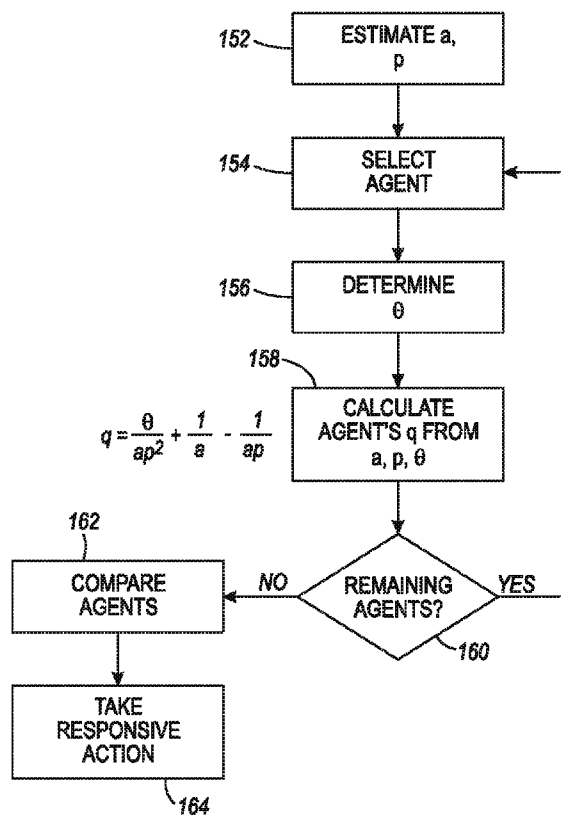 152
ESTIMATE a,
p
154
SELECT
AGENT
156
DETERMINE
θ
158
CALCULATE
AGENT'S q FROM
a, p, θ
q = θ/ap² + 1/a - 1/ap
162
COMPARE
AGENTS
NO
REMAINING
AGENTS?
YES
160
TAKE
RESPONSIVE
ACTION
164